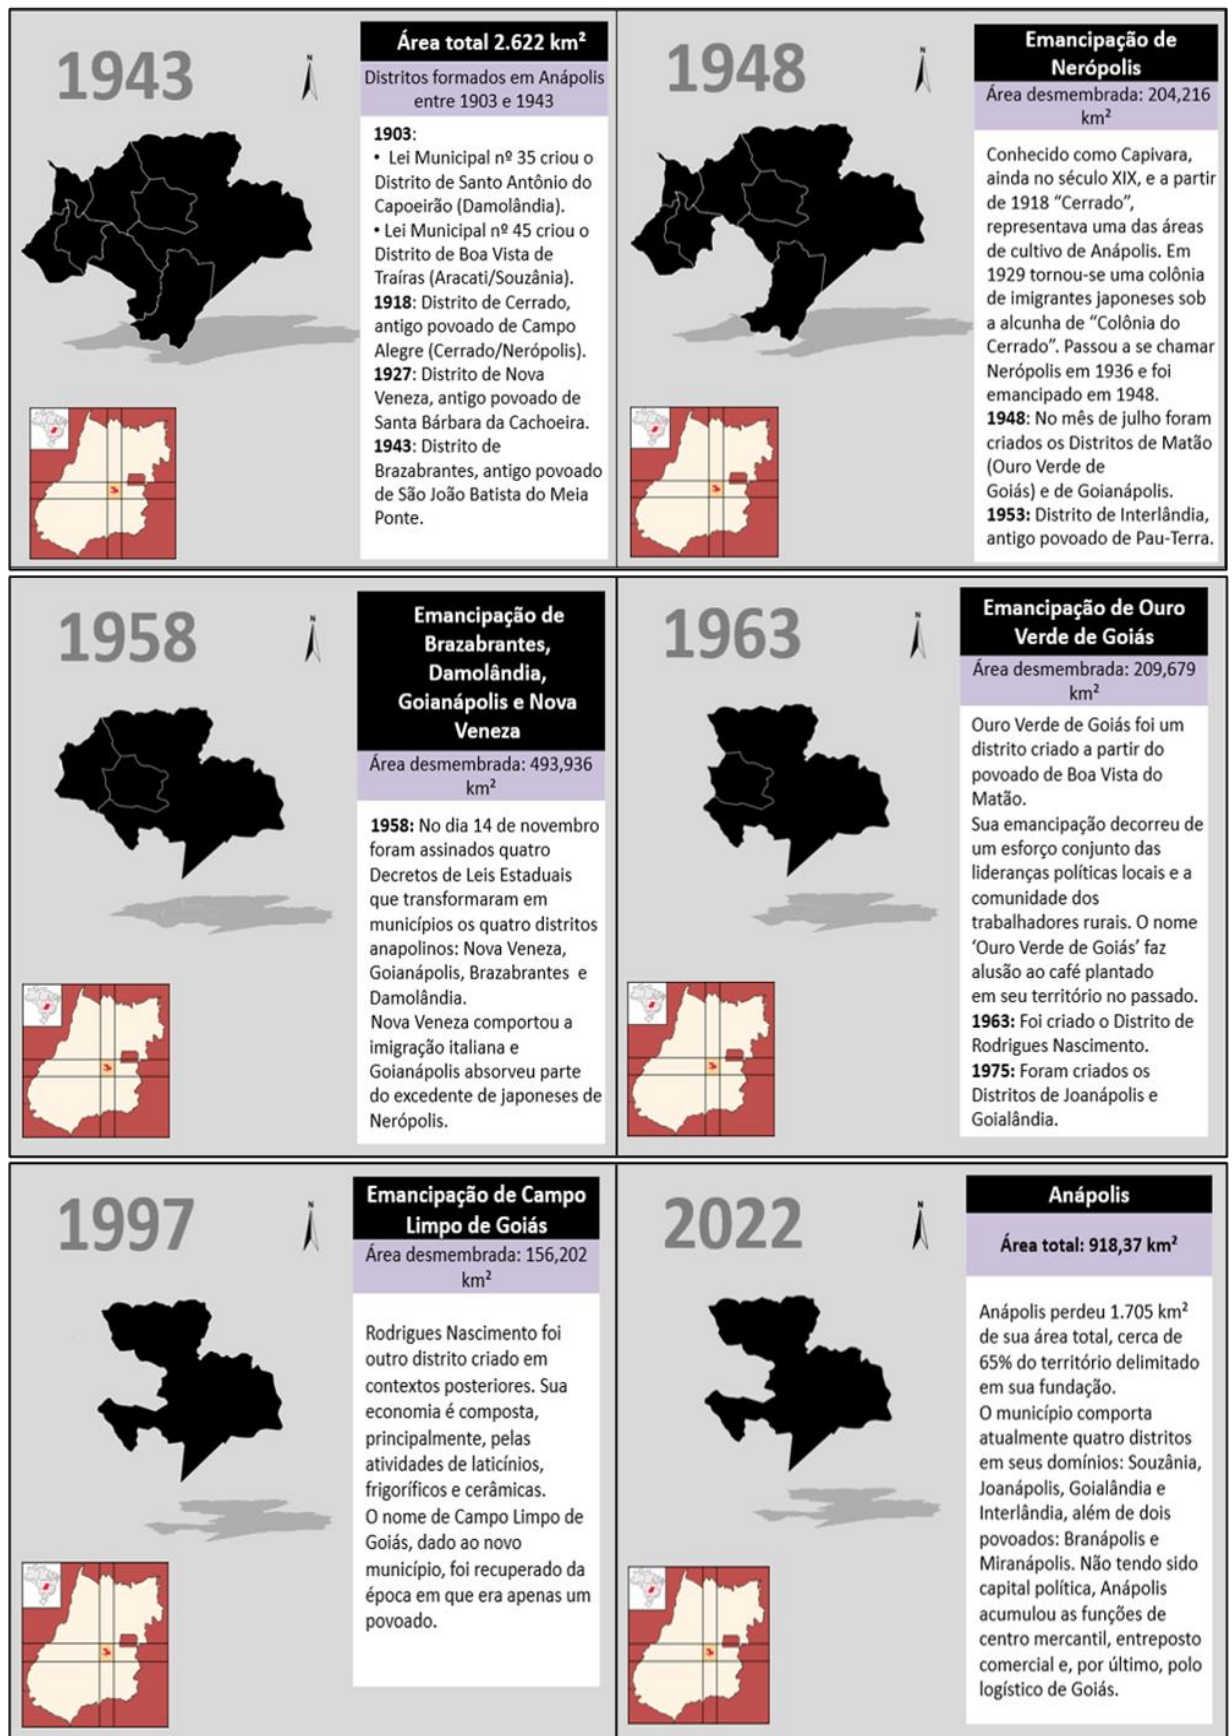 1943
N
Área total 2.622 km²
Distritos formados em Anápolis
entre 1903 e 1943
1903:
• Lei Municipal nº 35 criou o
Distrito de Santo Antônio do
Capoeirão (Damolândia).
• Lei Municipal nº 45 criou o
Distrito de Boa Vista de
Traíras (Aracati/Souzânia).
1918: Distrito de Cerrado,
antigo povoado de Campo
Alegre (Cerrado/Nerópolis).
1927: Distrito de Nova
Veneza, antigo povoado de
Santa Bárbara da Cachoeira.
1943: Distrito de
Brazabrantes, antigo povoado
de São João Batista do Meia
Ponte.
1948
N
Emancipação de
Nerópolis
Área desmembrada: 204,216
km²
Conhecido como Capivara,
ainda no século XIX, e a partir
de 1918 “Cerrado”,
representava uma das áreas
de cultivo de Anápolis. Em
1929 tornou-se uma colônia
de imigrantes japoneses sob
a alcunha de “Colônia do
Cerrado”. Passou a se chamar
Nerópolis em 1936 e foi
emancipado em 1948.
1948: No mês de julho foram
criados os Distritos de Matão
(Ouro Verde de
Goiás) e de Goianápolis.
1953: Distrito de Interlândia,
antigo povoado de Pau-Terra.
1958
N
Emancipação de
Brazabrantes,
Damolândia,
Goianápolis e Nova
Veneza
Área desmembrada: 493,936
km²
1958: No dia 14 de novembro
foram assinados quatro
Decretos de Leis Estaduais
que transformaram em
municípios os quatro distritos
anapolinos: Nova Veneza,
Goianápolis, Brazabrantes e
Damolândia.
Nova Veneza comportou a
imigração italiana e
Goianápolis absorveu parte
do excedente de japoneses de
Nerópolis.
1963
N
Emancipação de Ouro
Verde de Goiás
Área desmembrada: 209,679
km²
Ouro Verde de Goiás foi um
distrito criado a partir do
povoado de Boa Vista do
Matão.
Sua emancipação decorreu de
um esforço conjunto das
lideranças políticas locais e a
comunidade dos
trabalhadores rurais. O nome
‘Ouro Verde de Goiás’ faz
alusão ao café plantado
em seu território no passado.
1963: Foi criado o Distrito de
Rodrigues Nascimento.
1975: Foram criados os
Distritos de Joanápolis e
Goialândia.
1997
N
Emancipação de Campo
Limpo de Goiás
Área desmembrada: 156,202
km²
Rodrigues Nascimento foi
outro distrito criado em
contextos posteriores. Sua
economia é composta,
principalmente, pelas
atividades de laticínios,
frigoríficos e cerâmicas.
O nome de Campo Limpo de
Goiás, dado ao novo
município, foi recuperado da
época em que era apenas um
povoado.
2022
N
Anápolis
Área total: 918,37 km²
Anápolis perdeu 1.705 km²
de sua área total, cerca de
65% do território delimitado
em sua fundação.
O município comporta
atualmente quatro distritos
em seus domínios: Souzânia,
Joanápolis, Goialândia e
Interlândia, além de dois
povoados: Branápolis e
Miranápolis. Não tendo sido
capital política, Anápolis
acumulou as funções de
centro mercantil, entreposto
comercial e, por último, polo
logístico de Goiás.